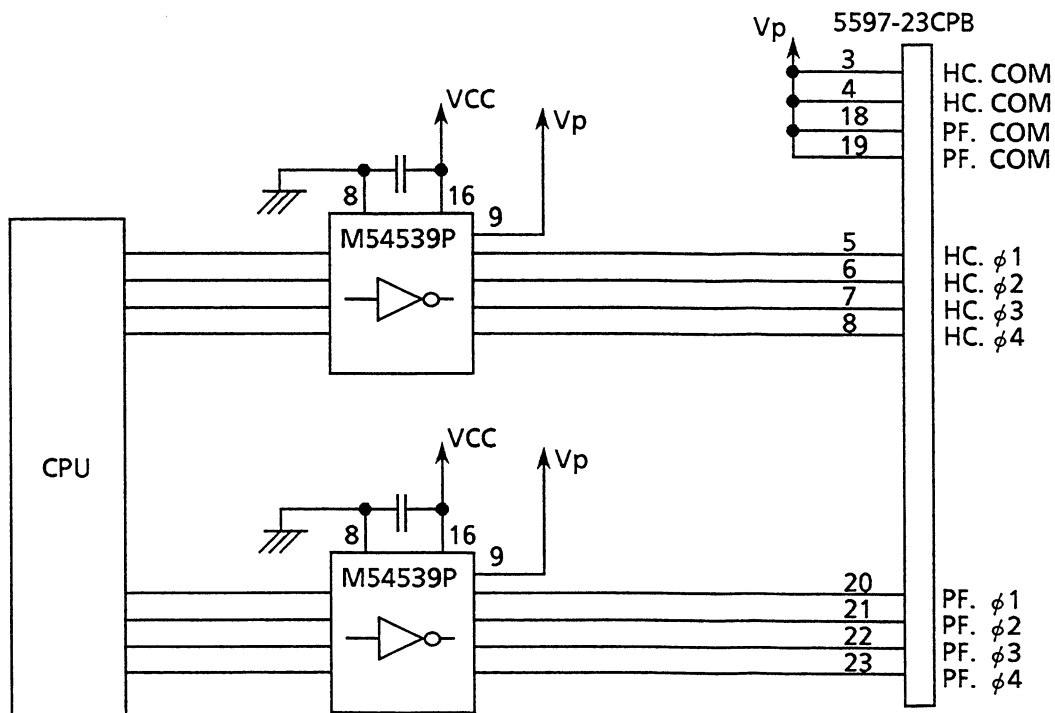 5597-23CPB
Vp
3 HC. COM
4 HC. COM
18 PF. COM
19 PF. COM
VCC
Vp
8
16
9
M54539P
5 HC. φ1
6 HC. φ2
7 HC. φ3
8 HC. φ4
CPU
VCC
Vp
8
16
9
M54539P
20 PF. φ1
21 PF. φ2
22 PF. φ3
23 PF. φ4